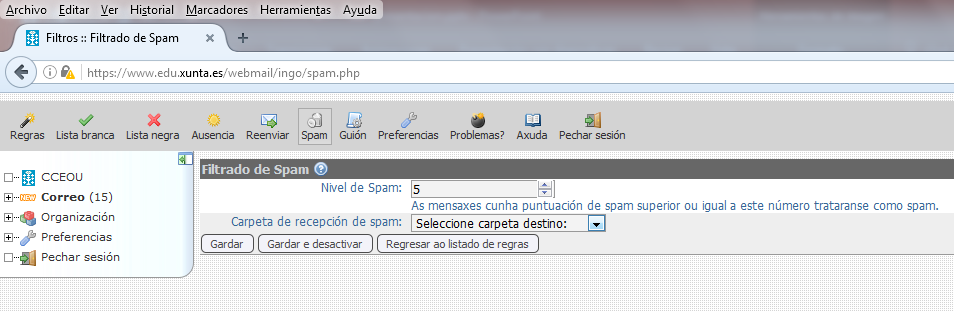 Archivo Editar Ver Historial Marcadores Herramientas Ayuda
Filtros :: Filtrado de Spam
https://www.edu.xunta.es/webmail/ingo/spam.php
Regras Lista branca Lista negra Ausencia Reenviar Spam Guión Preferencias Problemas? Axuda Pechar sesión
CCEOU
NEW Correo (15)
Organización
Preferencias
Pechar sesión
Filtrado de Spam ?
Nivel de Spam: 5
As mensaxes cunha puntuación de spam superior ou igual a este número trataranse como spam.
Carpeta de recepción de spam: Seleccione carpeta destino:
Gardar Gardar e desactivar Regresar ao listado de regras